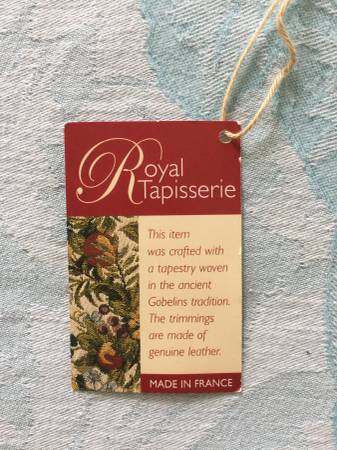 Royal
Tapisserie
This item
was crafted with
a tapestry woven
in the ancient
Gobelins tradition.
The trimmings
are made of
genuine leather.
MADE IN FRANCE